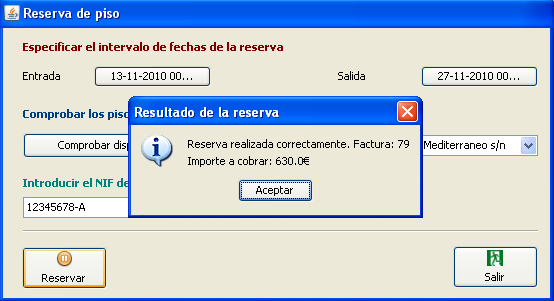 Reserva de piso
Especificar el intervalo de fechas de la reserva
Entrada 13-11-2010 00... Salida 27-11-2010 00...
Resultado de la reserva
Comprobar los piso
Reserva realizada correctamente. Factura: 79
Importe a cobrar: 630.0€
Comprobar disp
Mediterraneo s/n
Aceptar
Introducir el NIF de
12345678-A
Reservar
Salir